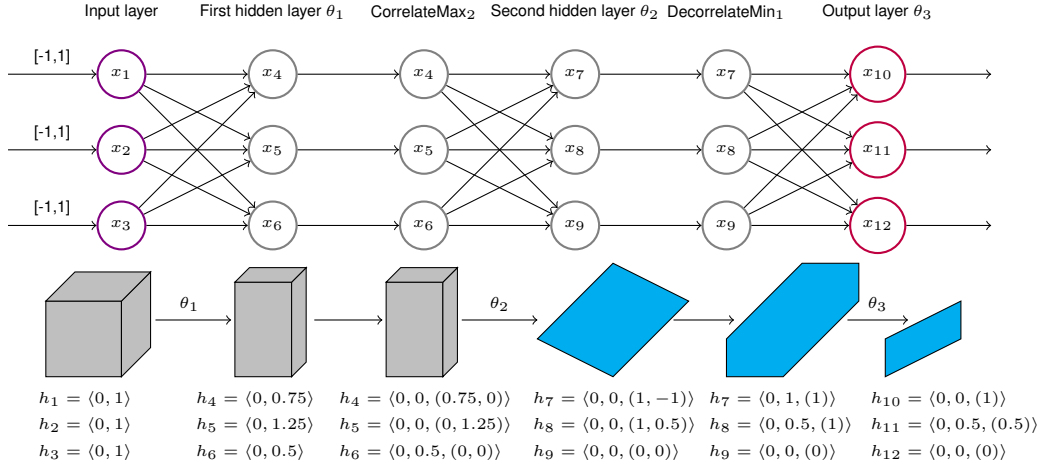 Input layer First hidden layer θ₁ CorrelateMax₂ Second hidden layer θ₂ DecorrelateMin₁ Output layer θ₃
[-1,1] x₁ x₄ x₄ x₇ x₇ x₁₀
[-1,1] x₂ x₅ x₅ x₈ x₈ x₁₁
[-1,1] x₃ x₆ x₆ x₉ x₉ x₁₂
θ₁ θ₂ θ₃
h₁ = ⟨0, 1⟩ h₄ = ⟨0, 0.75⟩ h₄ = ⟨0, 0, (0.75, 0)⟩ h₇ = ⟨0, 0, (1, −1)⟩ h₇ = ⟨0, 1, (1)⟩ h₁₀ = ⟨0, 0, (1)⟩
h₂ = ⟨0, 1⟩ h₅ = ⟨0, 1.25⟩ h₅ = ⟨0, 0, (0, 1.25)⟩ h₈ = ⟨0, 0, (1, 0.5)⟩ h₈ = ⟨0, 0.5, (1)⟩ h₁₁ = ⟨0, 0.5, (0.5)⟩
h₃ = ⟨0, 1⟩ h₆ = ⟨0, 0.5⟩ h₆ = ⟨0, 0.5, (0, 0)⟩ h₉ = ⟨0, 0, (0, 0)⟩ h₉ = ⟨0, 0, (0)⟩ h₁₂ = ⟨0, 0, (0)⟩